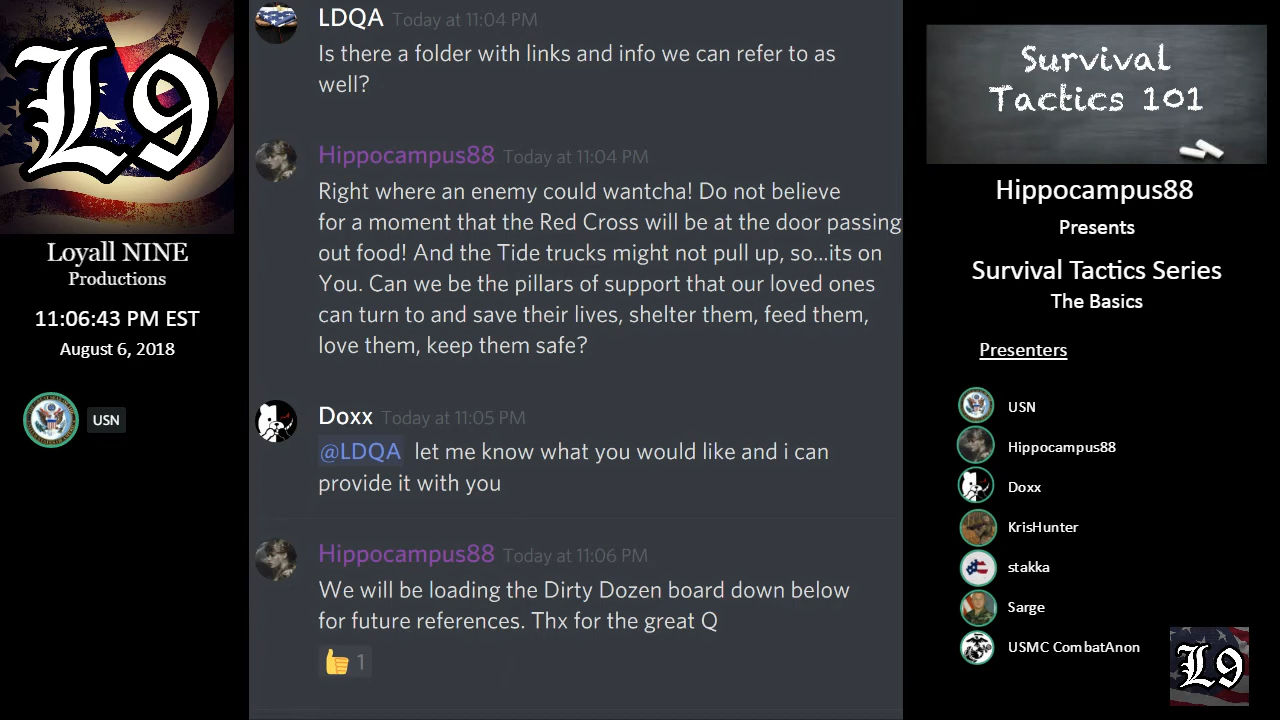 L9
Loyall NINE
Productions
11:06:43 PM EST
August 6, 2018
USN
LDQA Today at 11:04 PM
Is there a folder with links and info we can refer to as
well?
Hippocampus88 Today at 11:04 PM
Right where an enemy could wantcha! Do not believe
for a moment that the Red Cross will be at the door passing
out food! And the Tide trucks might not pull up, so...its on
You. Can we be the pillars of support that our loved ones
can turn to and save their lives, shelter them, feed them,
love them, keep them safe?
Doxx Today at 11:05 PM
@LDQA let me know what you would like and i can
provide it with you
Hippocampus88 Today at 11:06 PM
We will be loading the Dirty Dozen board down below
for future references. Thx for the great Q
1
Survival
Tactics 101
Hippocampus88
Presents
Survival Tactics Series
The Basics
Presenters
USN
Hippocampus88
Doxx
KrisHunter
stakka
Sarge
USMC CombatAnon
L9